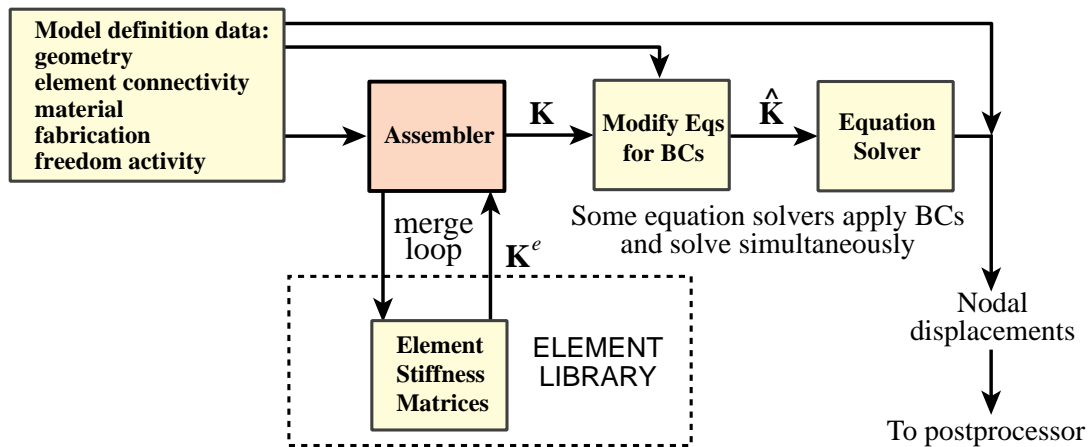 Model definition data:
geometry
element connectivity
material
fabrication
freedom activity
Assembler
K
Modify Eqs
for BCs
K̂
Equation
Solver
Some equation solvers apply BCs
and solve simultaneously
merge
loop
Kᵉ
Element
Stiffness
Matrices
ELEMENT
LIBRARY
Nodal
displacements
To postprocessor